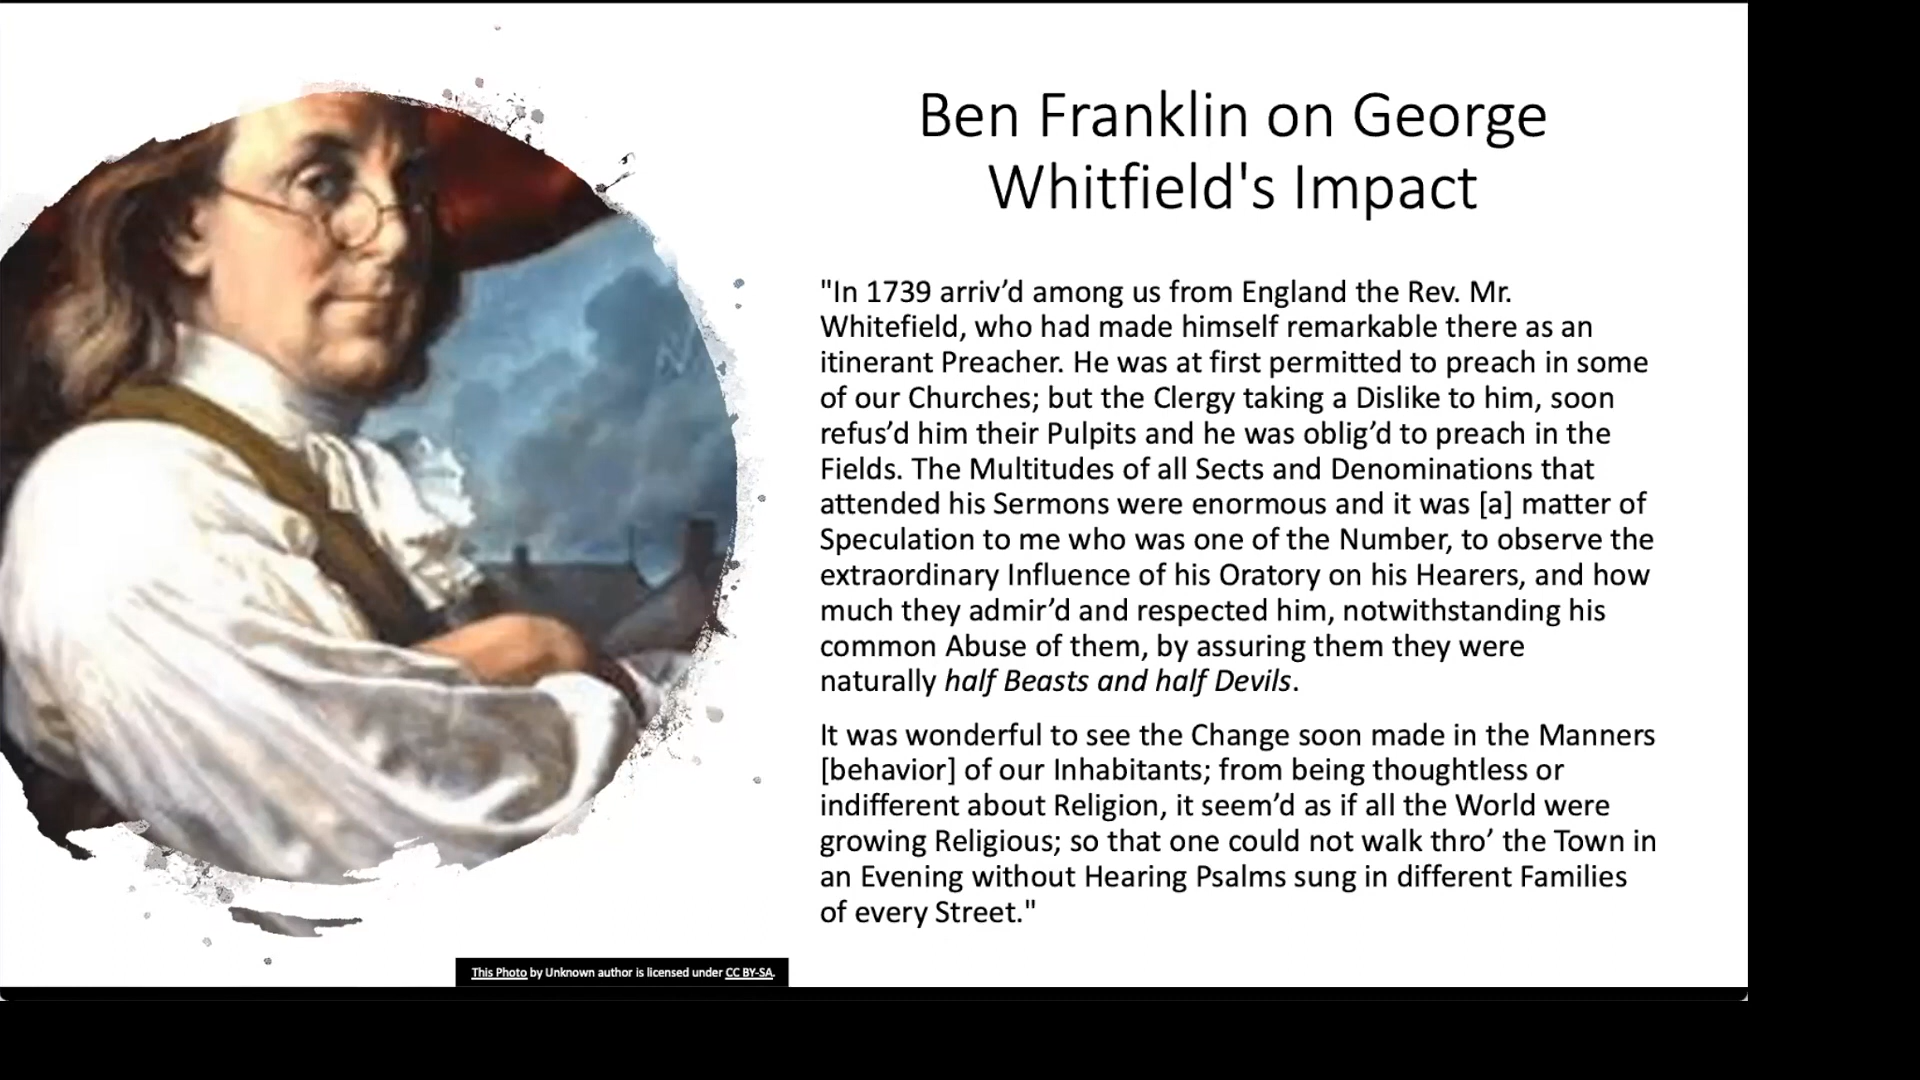 Ben Franklin on George
Whitfield's Impact
"In 1739 arriv’d among us from England the Rev. Mr.
Whitefield, who had made himself remarkable there as an
itinerant Preacher. He was at first permitted to preach in some
of our Churches; but the Clergy taking a Dislike to him, soon
refus’d him their Pulpits and he was oblig’d to preach in the
Fields. The Multitudes of all Sects and Denominations that
attended his Sermons were enormous and it was [a] matter of
Speculation to me who was one of the Number, to observe the
extraordinary Influence of his Oratory on his Hearers, and how
much they admir’d and respected him, notwithstanding his
common Abuse of them, by assuring them they were
naturally half Beasts and half Devils.
It was wonderful to see the Change soon made in the Manners
[behavior] of our Inhabitants; from being thoughtless or
indifferent about Religion, it seem’d as if all the World were
growing Religious; so that one could not walk thro’ the Town in
an Evening without Hearing Psalms sung in different Families
of every Street."
This Photo by Unknown author is licensed under CC BY-SA.